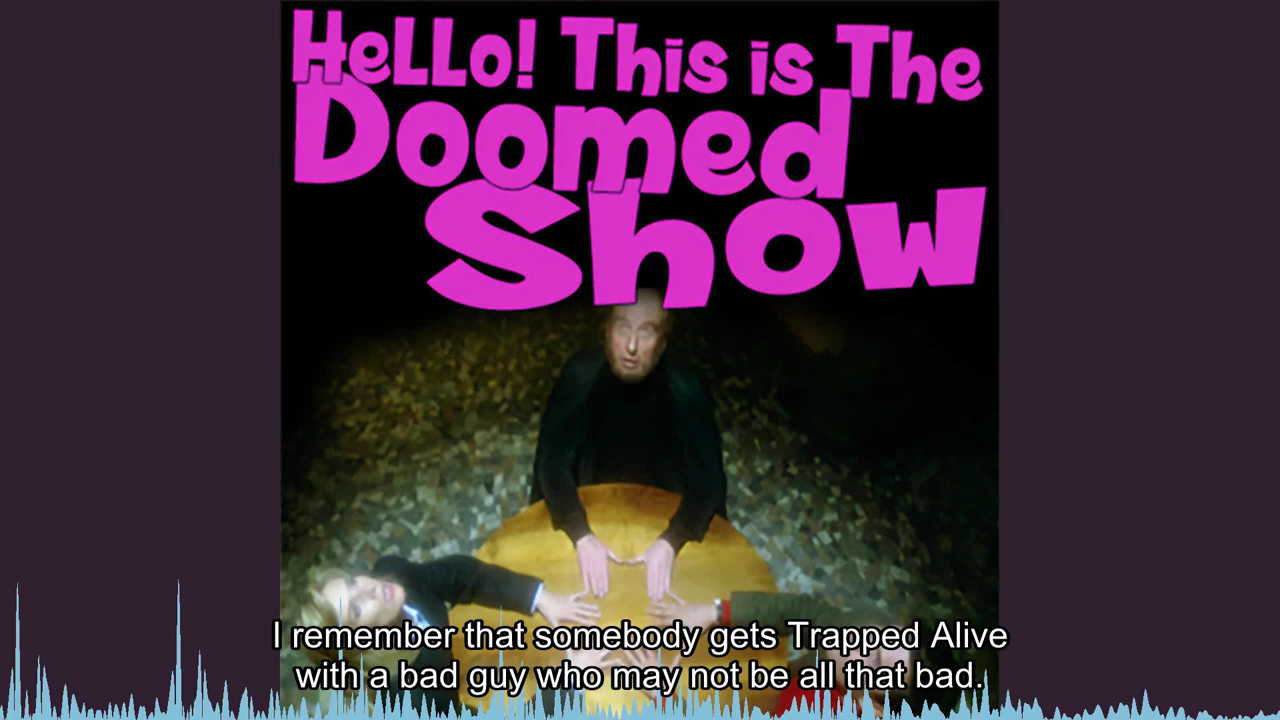 HeLLo! This is The
Doomed
Show
I remember that somebody gets Trapped Alive
with a bad guy who may not be all that bad.